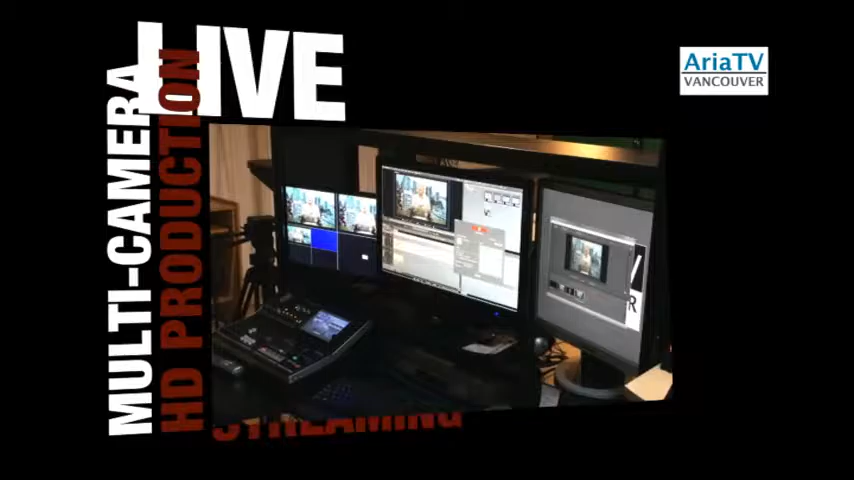 LIVE
AriaTV
VANCOUVER
MULTI-CAMERA
HD PRODUCTION
STREAMING